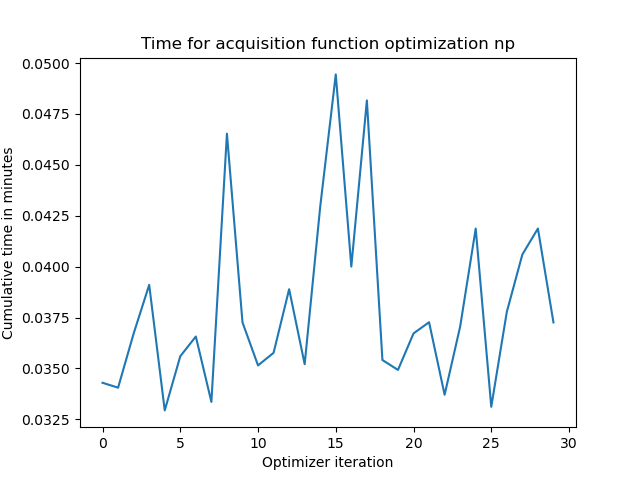 Time for acquisition function optimization np
Cumulative time in minutes
0.0500
0.0475
0.0450
0.0425
0.0400
0.0375
0.0350
0.0325
0 5 10 15 20 25 30
Optimizer iteration